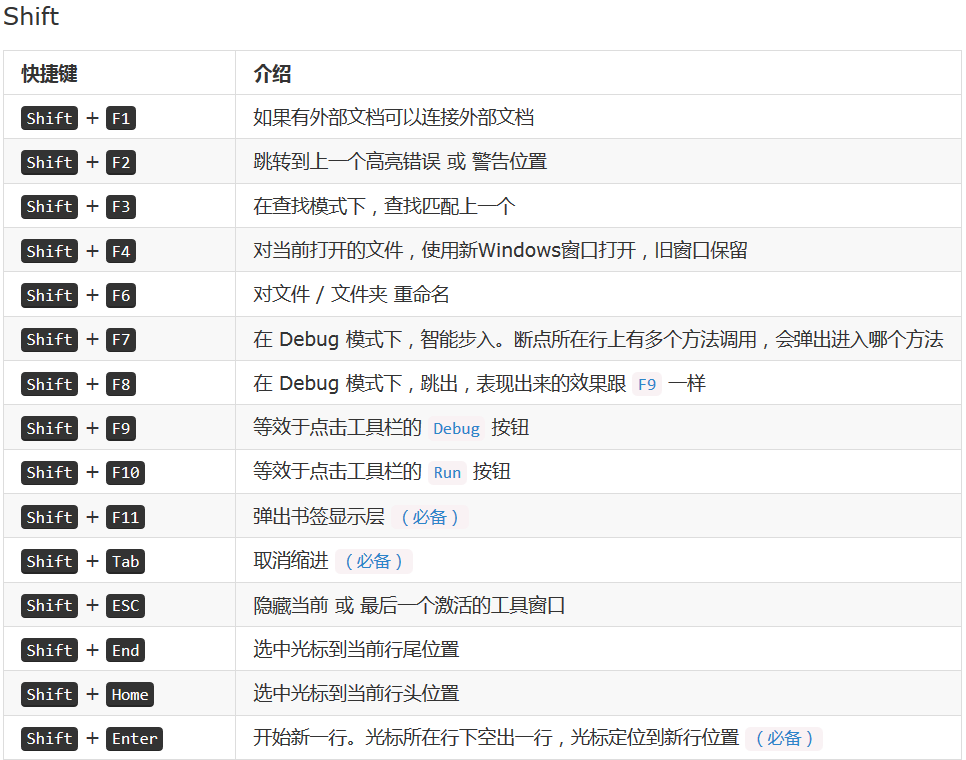 Shift
快捷键 介绍
Shift + F1 如果有外部文档可以连接外部文档
Shift + F2 跳转到上一个高亮错误 或 警告位置
Shift + F3 在查找模式下，查找匹配上一个
Shift + F4 对当前打开的文件，使用新Windows窗口打开，旧窗口保留
Shift + F6 对文件 / 文件夹 重命名
Shift + F7 在 Debug 模式下，智能步入。断点所在行上有多个方法调用，会弹出进入哪个方法
Shift + F8 在 Debug 模式下，跳出，表现出来的效果跟 F9 一样
Shift + F9 等效于点击工具栏的 Debug 按钮
Shift + F10 等效于点击工具栏的 Run 按钮
Shift + F11 弹出书签显示层 （必备）
Shift + Tab 取消缩进 （必备）
Shift + ESC 隐藏当前 或 最后一个激活的工具窗口
Shift + End 选中光标到当前行尾位置
Shift + Home 选中光标到当前行头位置
Shift + Enter 开始新一行。光标所在行下空出一行，光标定位到新行位置 （必备）